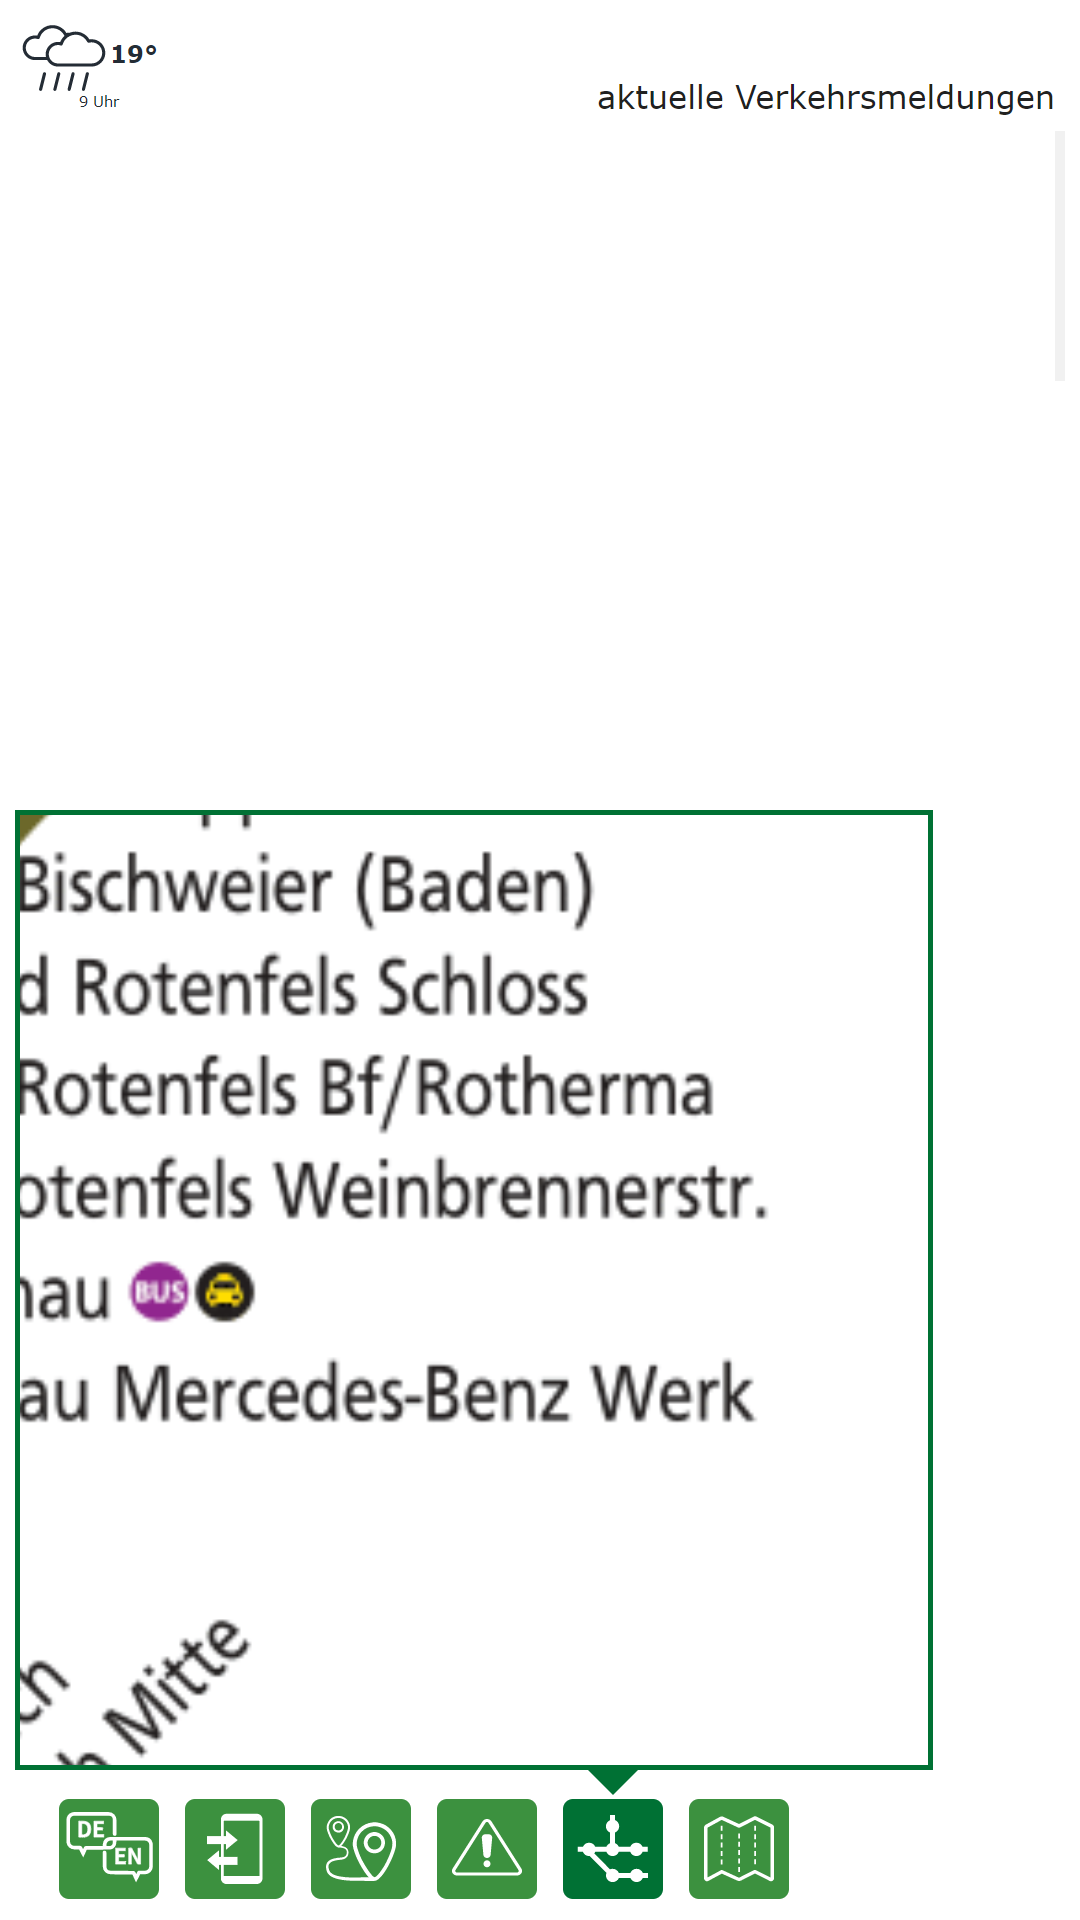 19°
9 Uhr
aktuelle Verkehrsmeldungen
Bischweier (Baden)
d Rotenfels Schloss
Rotenfels Bf/Rotherma
otenfels Weinbrennerstr.
nau BUS
au Mercedes-Benz Werk
ch
h Mitte
DE
EN